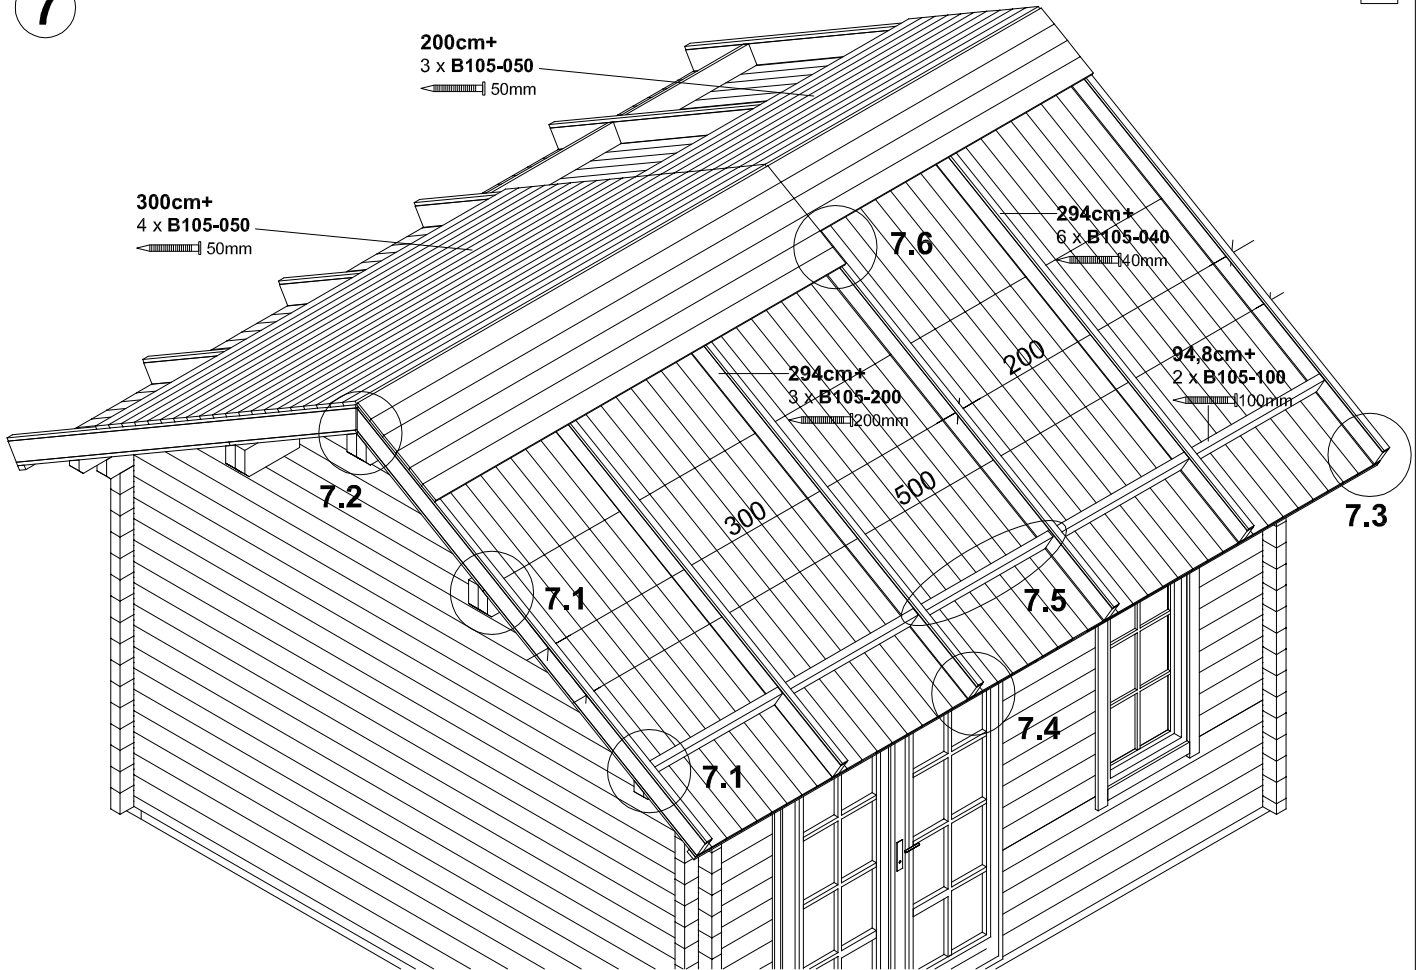 7
200cm+
3 x B105-050
50mm
300cm+
4 x B105-050
50mm
7.6
294cm+
6 x B105-040
40mm
200
94,8cm+
2 x B105-100
100mm
294cm+
3 x B105-200
200mm
500
300
7.2
7.3
7.1
7.5
7.4
7.1